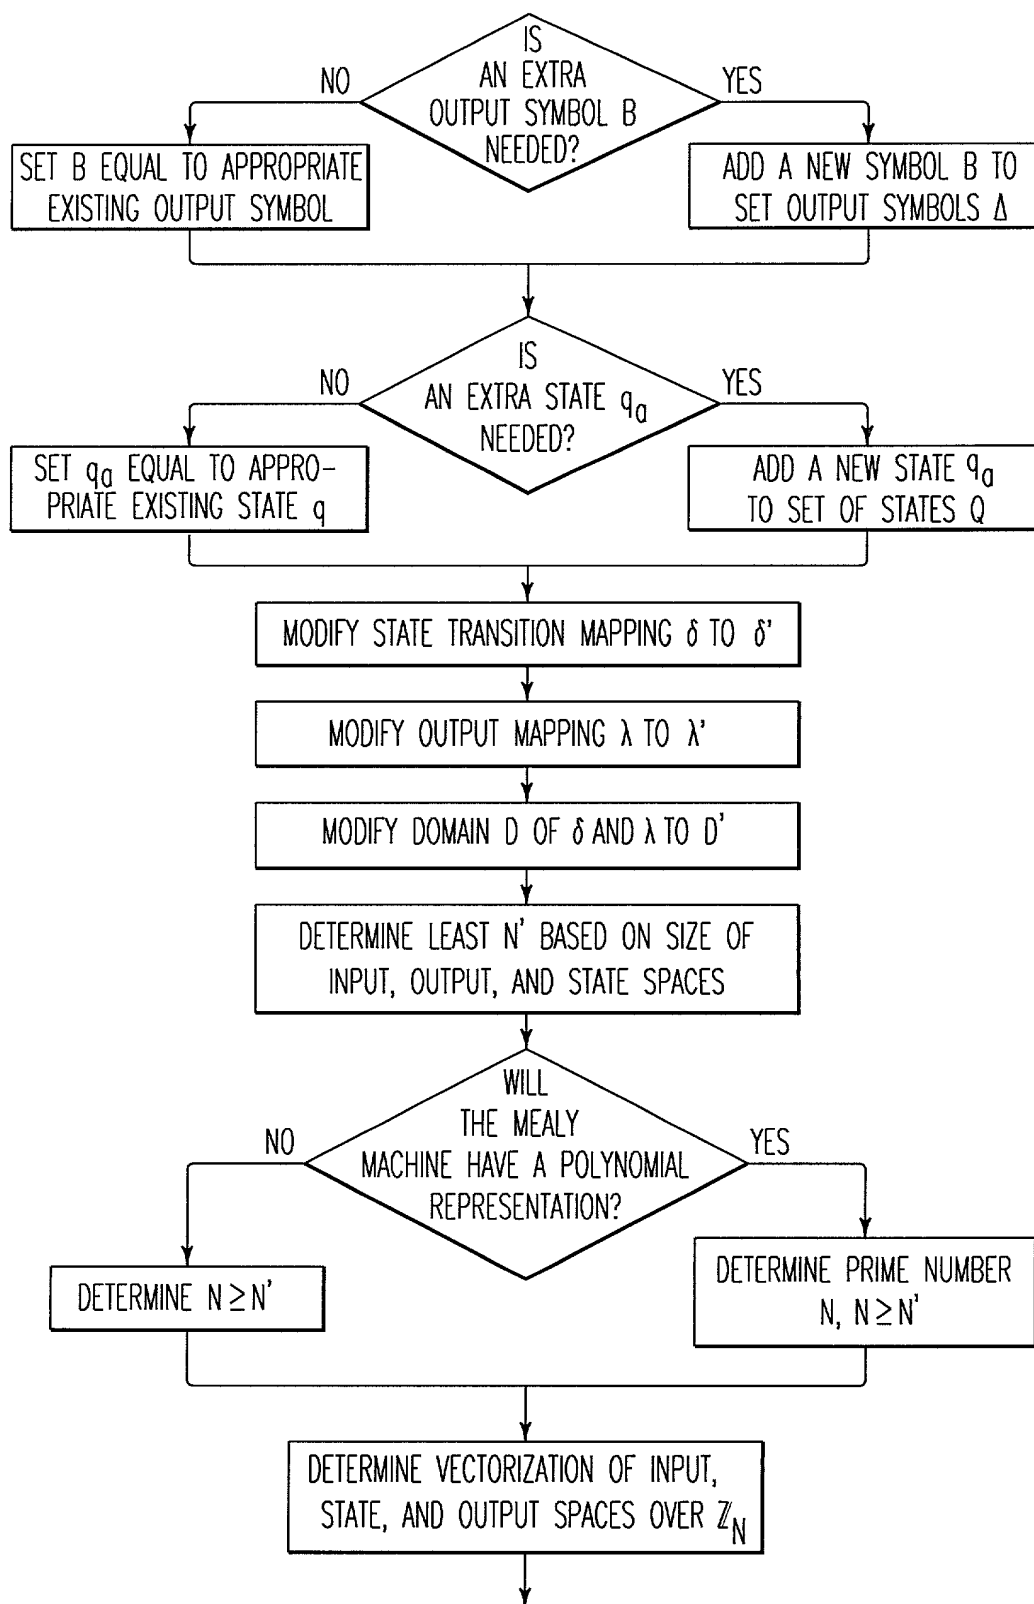 IS
AN EXTRA
OUTPUT SYMBOL B
NEEDED?
NO
YES
SET B EQUAL TO APPROPRIATE
EXISTING OUTPUT SYMBOL
ADD A NEW SYMBOL B TO
SET OUTPUT SYMBOLS Δ
IS
AN EXTRA STATE qa
NEEDED?
NO
YES
SET qa EQUAL TO APPRO-
PRIATE EXISTING STATE q
ADD A NEW STATE qa
TO SET OF STATES Q
MODIFY STATE TRANSITION MAPPING δ TO δ'
MODIFY OUTPUT MAPPING λ TO λ'
MODIFY DOMAIN D OF δ AND λ TO D'
DETERMINE LEAST N' BASED ON SIZE OF
INPUT, OUTPUT, AND STATE SPACES
WILL
THE MEALY
MACHINE HAVE A POLYNOMIAL
REPRESENTATION?
NO
YES
DETERMINE N ≥ N'
DETERMINE PRIME NUMBER
N, N ≥ N'
DETERMINE VECTORIZATION OF INPUT,
STATE, AND OUTPUT SPACES OVER ℤN